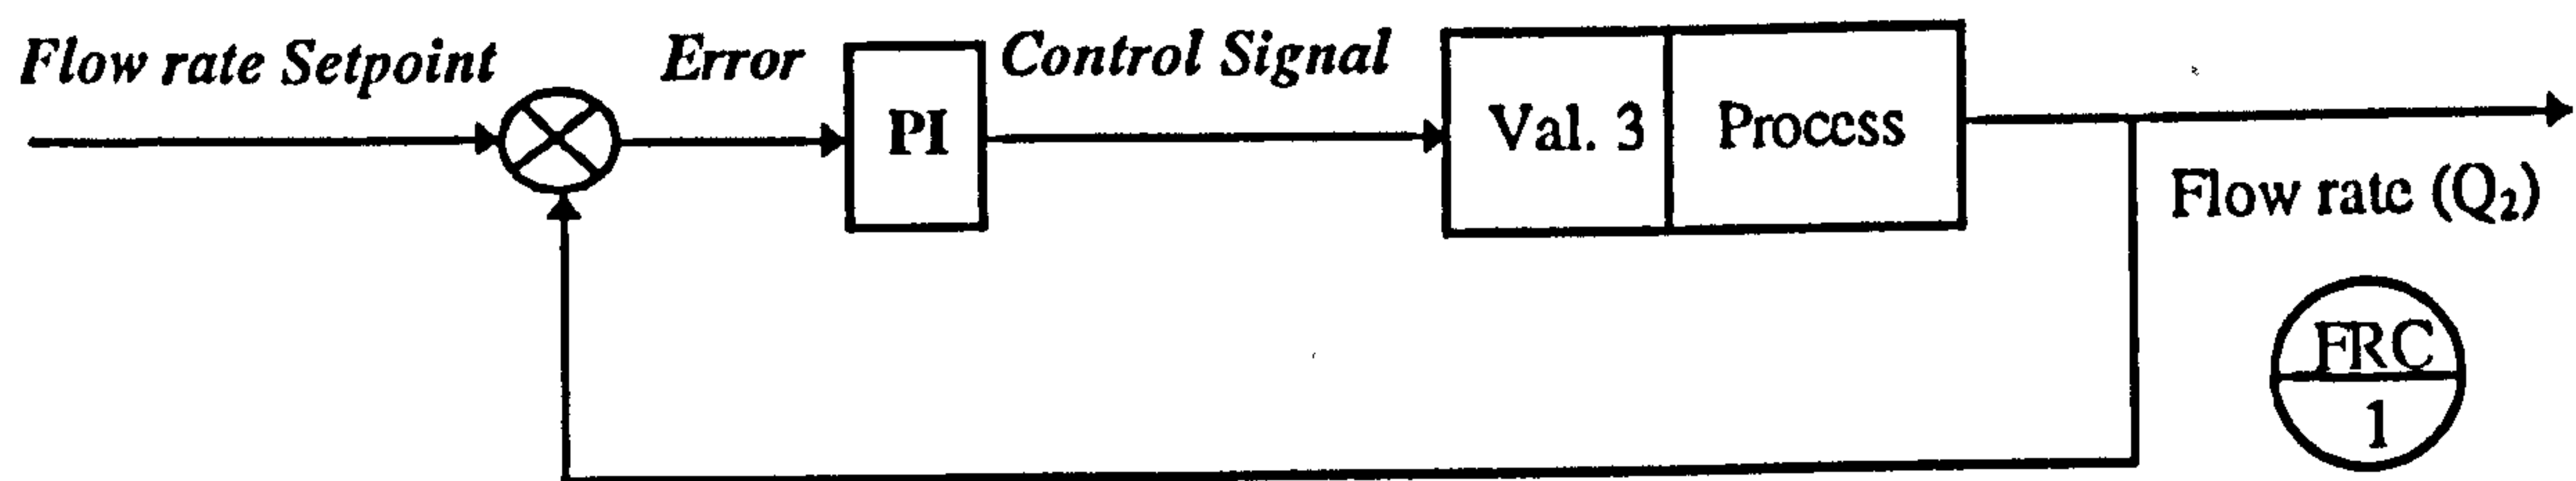 Flow rate Setpoint
Error
Control Signal
PI
Val. 3
Process
Flow rate (Q₂)
FRC
1